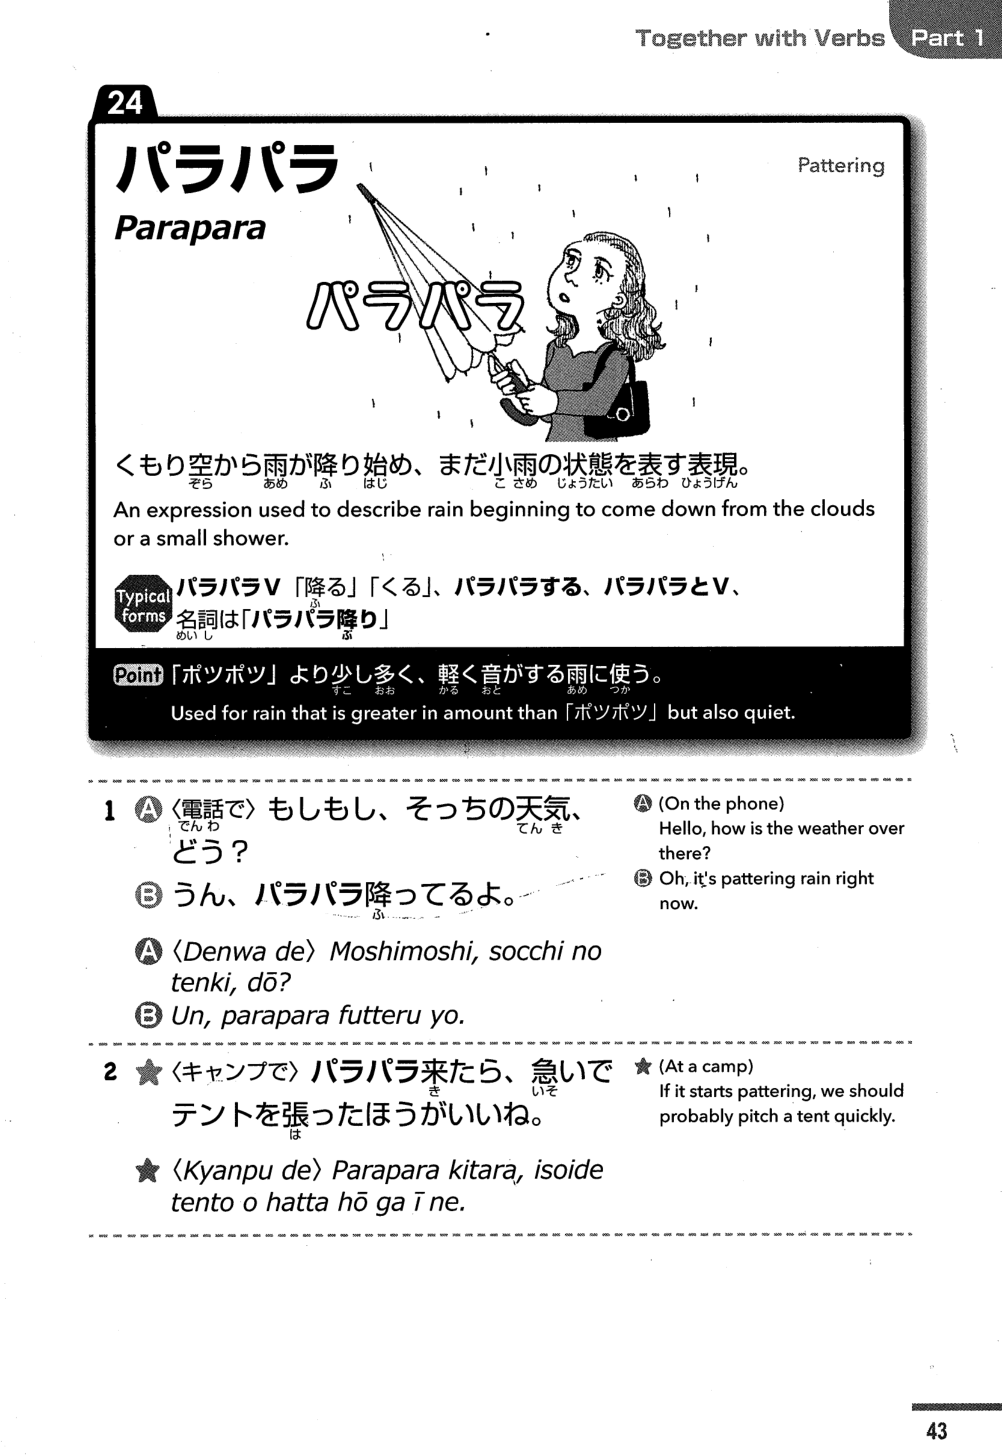 Together with Verbs Part 1
24
パラパラ
Pattering
Parapara
パラパラ
くもり空から雨が降り始め、まだ小雨の状態を表す表現。
ぞら あめ ふ はじ こ さめ じょうたい あらわ ひょうげん
An expression used to describe rain beginning to come down from the clouds
or a small shower.
Typical forms パラパラV「降る」「くる」、パラパラする、パラパラとV、
ふ
名詞は「パラパラ降り」
めい し ぶ
Point 「ポツポツ」より少し多く、軽く音がする雨に使う。
すこ おお かる おと あめ つか
Used for rain that is greater in amount than「ポツポツ」but also quiet.
1 A 〈電話で〉もしもし、そっちの天気、
でん わ てん き
どう？
B うん、パラパラ降ってるよ。
ふ
A (On the phone)
Hello, how is the weather over
there?
B Oh, it's pattering rain right
now.
A 〈Denwa de〉 Moshimoshi, socchi no
tenki, dō?
B Un, parapara futteru yo.
2 ★ 〈キャンプで〉パラパラ来たら、急いで
き いそ
テントを張ったほうがいいね。
は
★ (At a camp)
If it starts pattering, we should
probably pitch a tent quickly.
★ 〈Kyanpu de〉 Parapara kitara, isoide
tento o hatta hō ga ī ne.
43